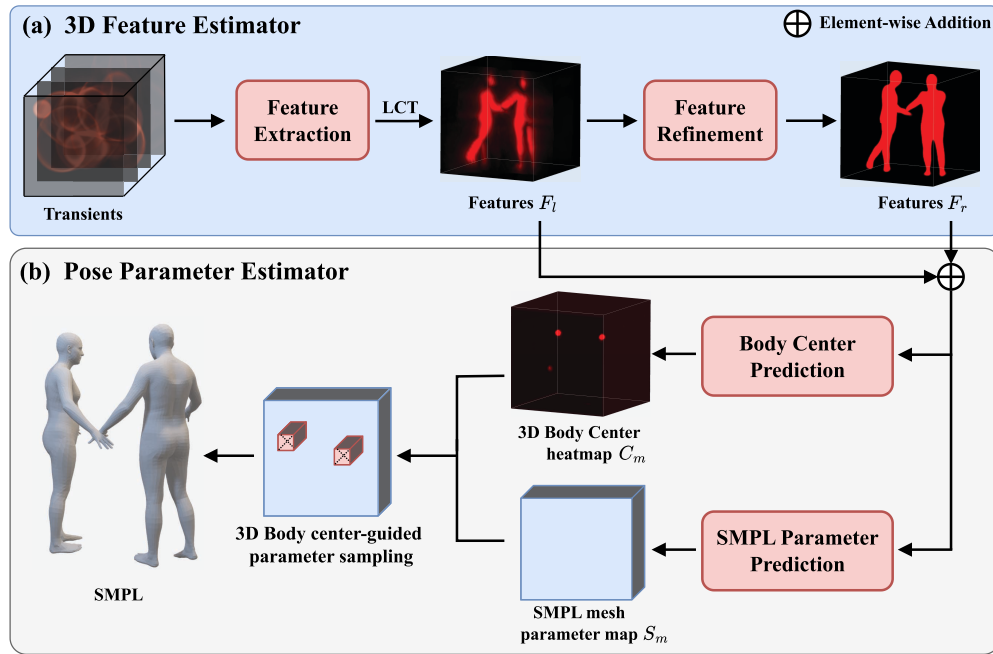 (a) 3D Feature Estimator
Element-wise Addition
Feature
Extraction
LCT
Feature
Refinement
Transients
Features F_l
Features F_r
(b) Pose Parameter Estimator
Body Center
Prediction
3D Body Center
heatmap C_m
3D Body center-guided
parameter sampling
SMPL Parameter
Prediction
SMPL
SMPL mesh
parameter map S_m